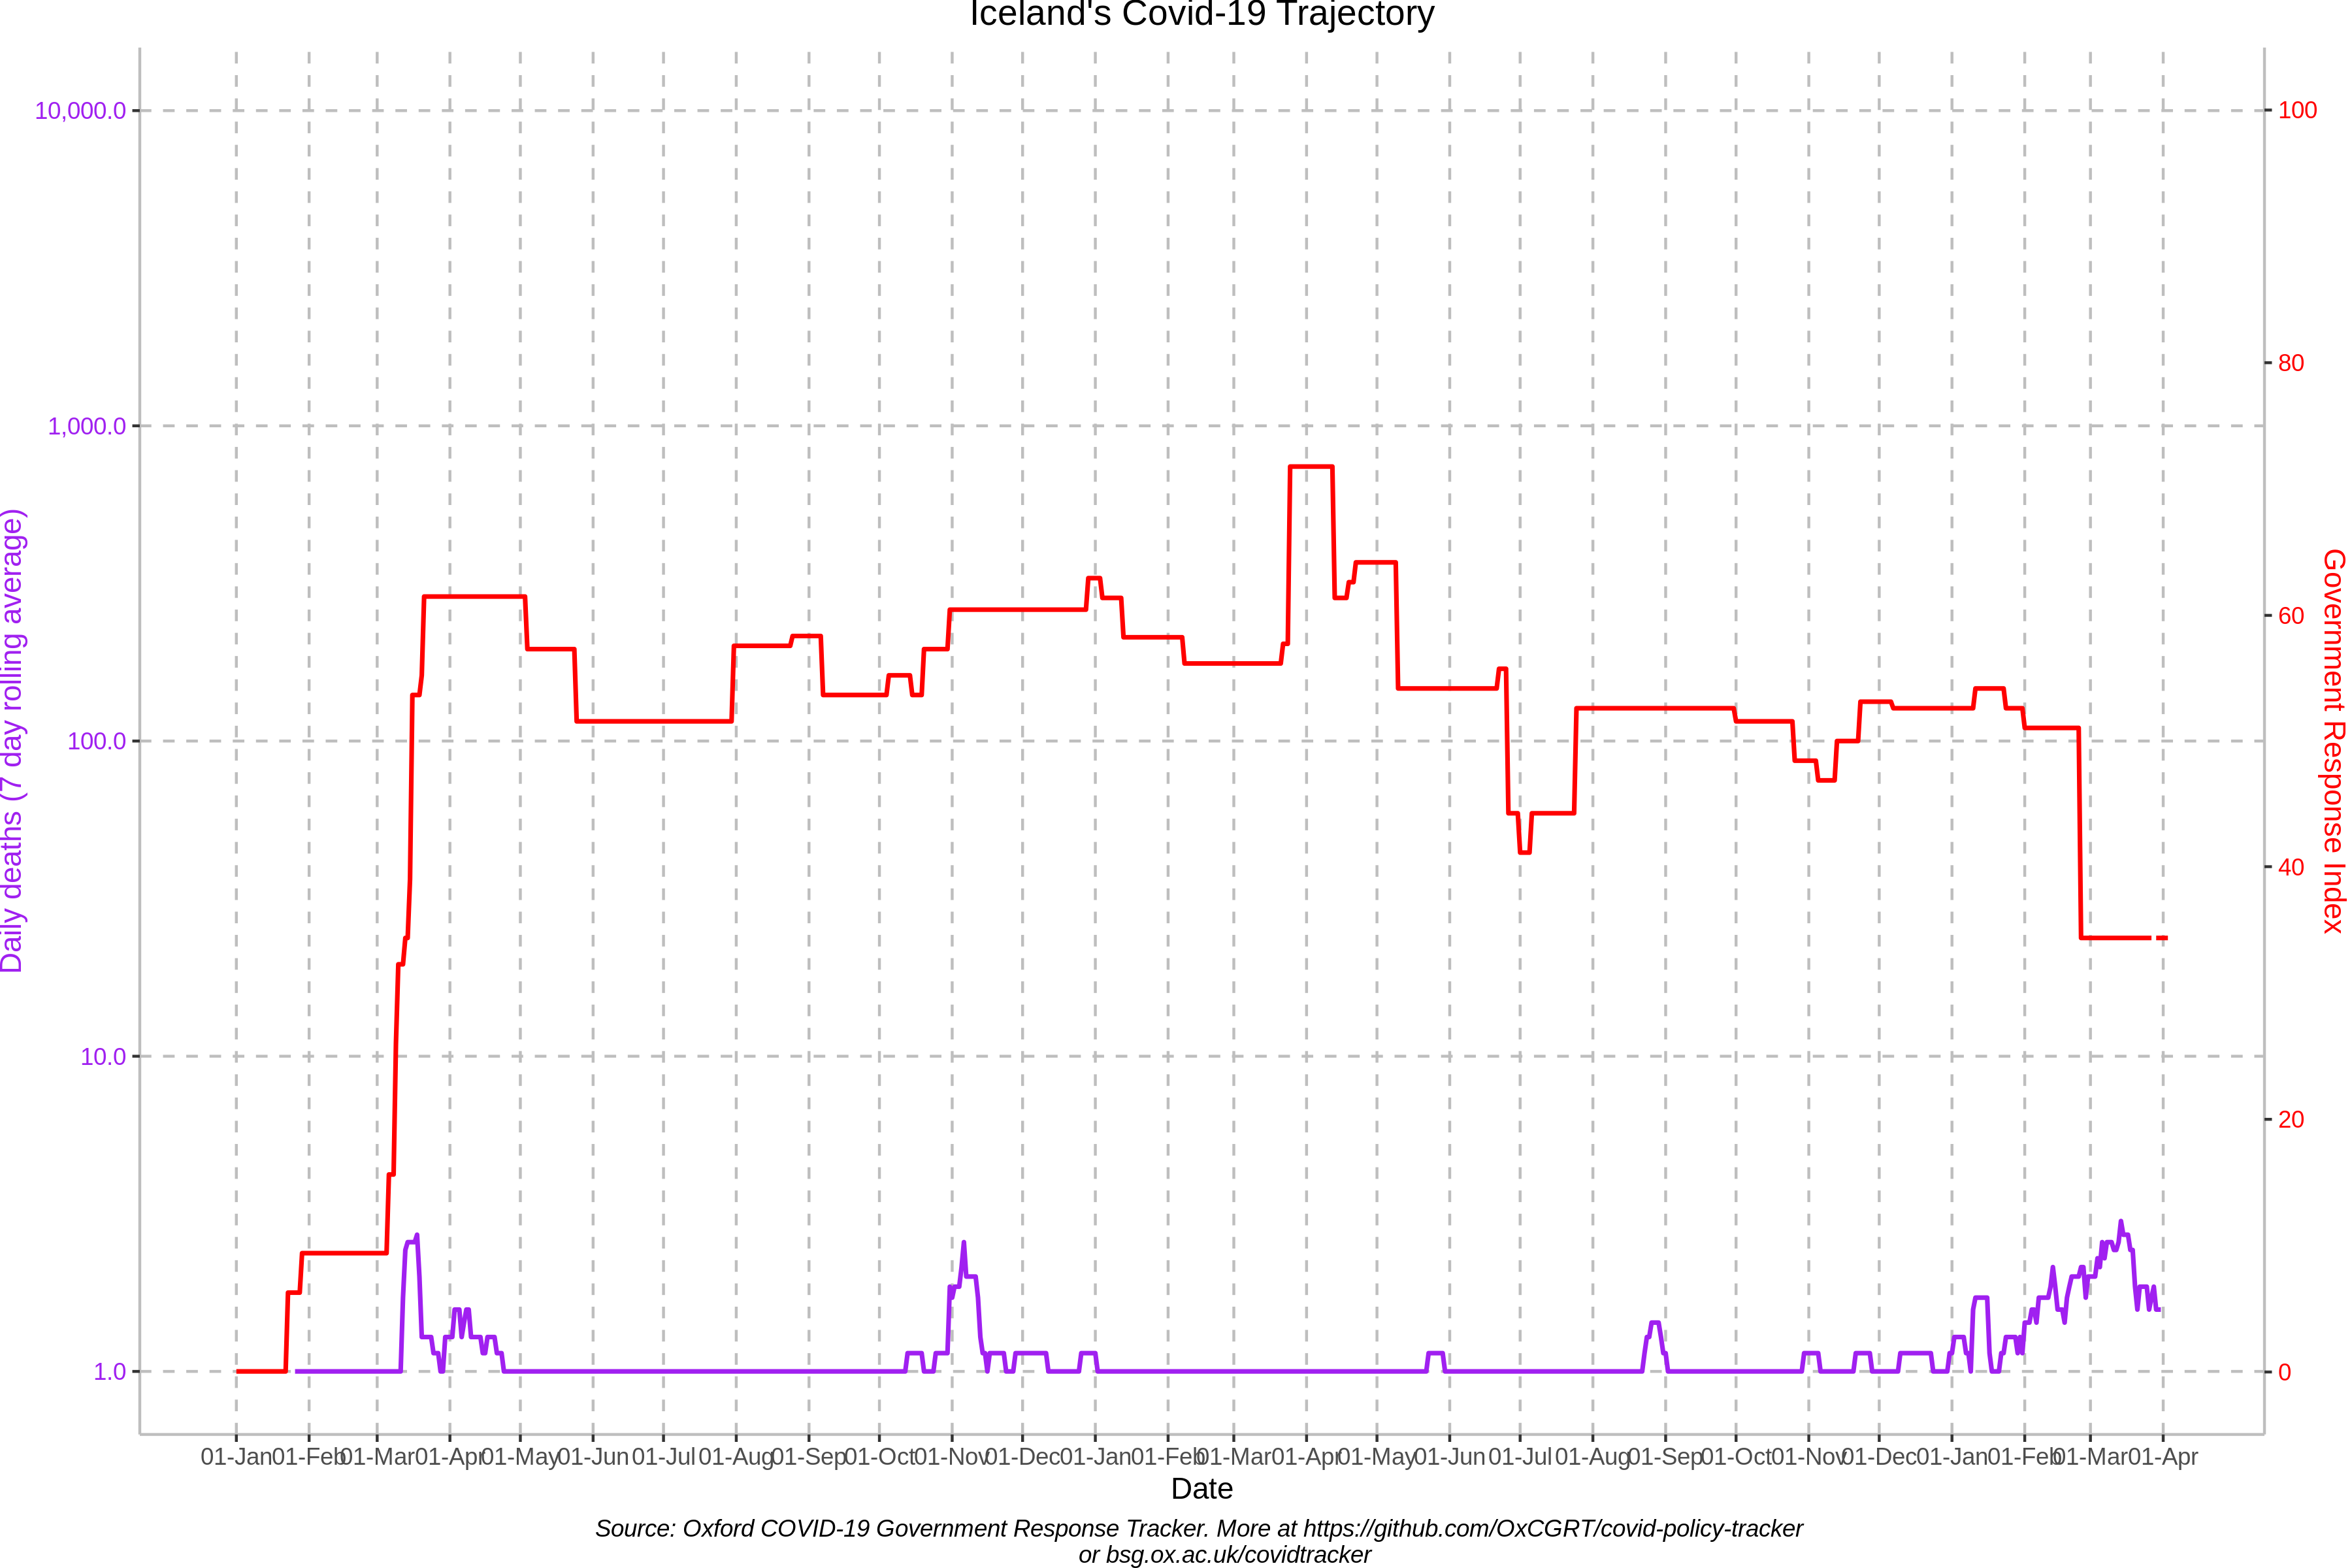 Iceland's Covid-19 Trajectory
10,000.0
1,000.0
100.0
10.0
1.0
Daily deaths (7 day rolling average)
100
80
60
40
20
0
Government Response Index
01-Jan 01-Feb 01-Mar 01-Apr 01-May 01-Jun 01-Jul 01-Aug 01-Sep 01-Oct 01-Nov 01-Dec 01-Jan 01-Feb 01-Mar 01-Apr 01-May 01-Jun 01-Jul 01-Aug 01-Sep 01-Oct 01-Nov 01-Dec 01-Jan 01-Feb 01-Mar 01-Apr
Date
Source: Oxford COVID-19 Government Response Tracker. More at https://github.com/OxCGRT/covid-policy-tracker
or bsg.ox.ac.uk/covidtracker